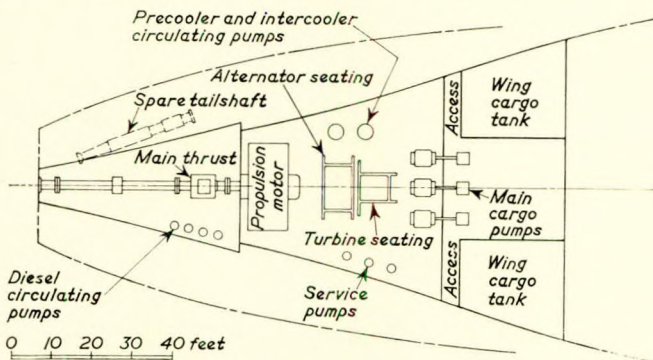 Precooler and intercooler
circulating pumps
Alternator seating
Spare tailshaft
Access
Wing
cargo
tank
Main thrust
Propulsion
motor
Main
cargo
pumps
Turbine seating
Diesel
circulating
pumps
Service
pumps
Access
Wing
cargo
tank
0 10 20 30 40 feet